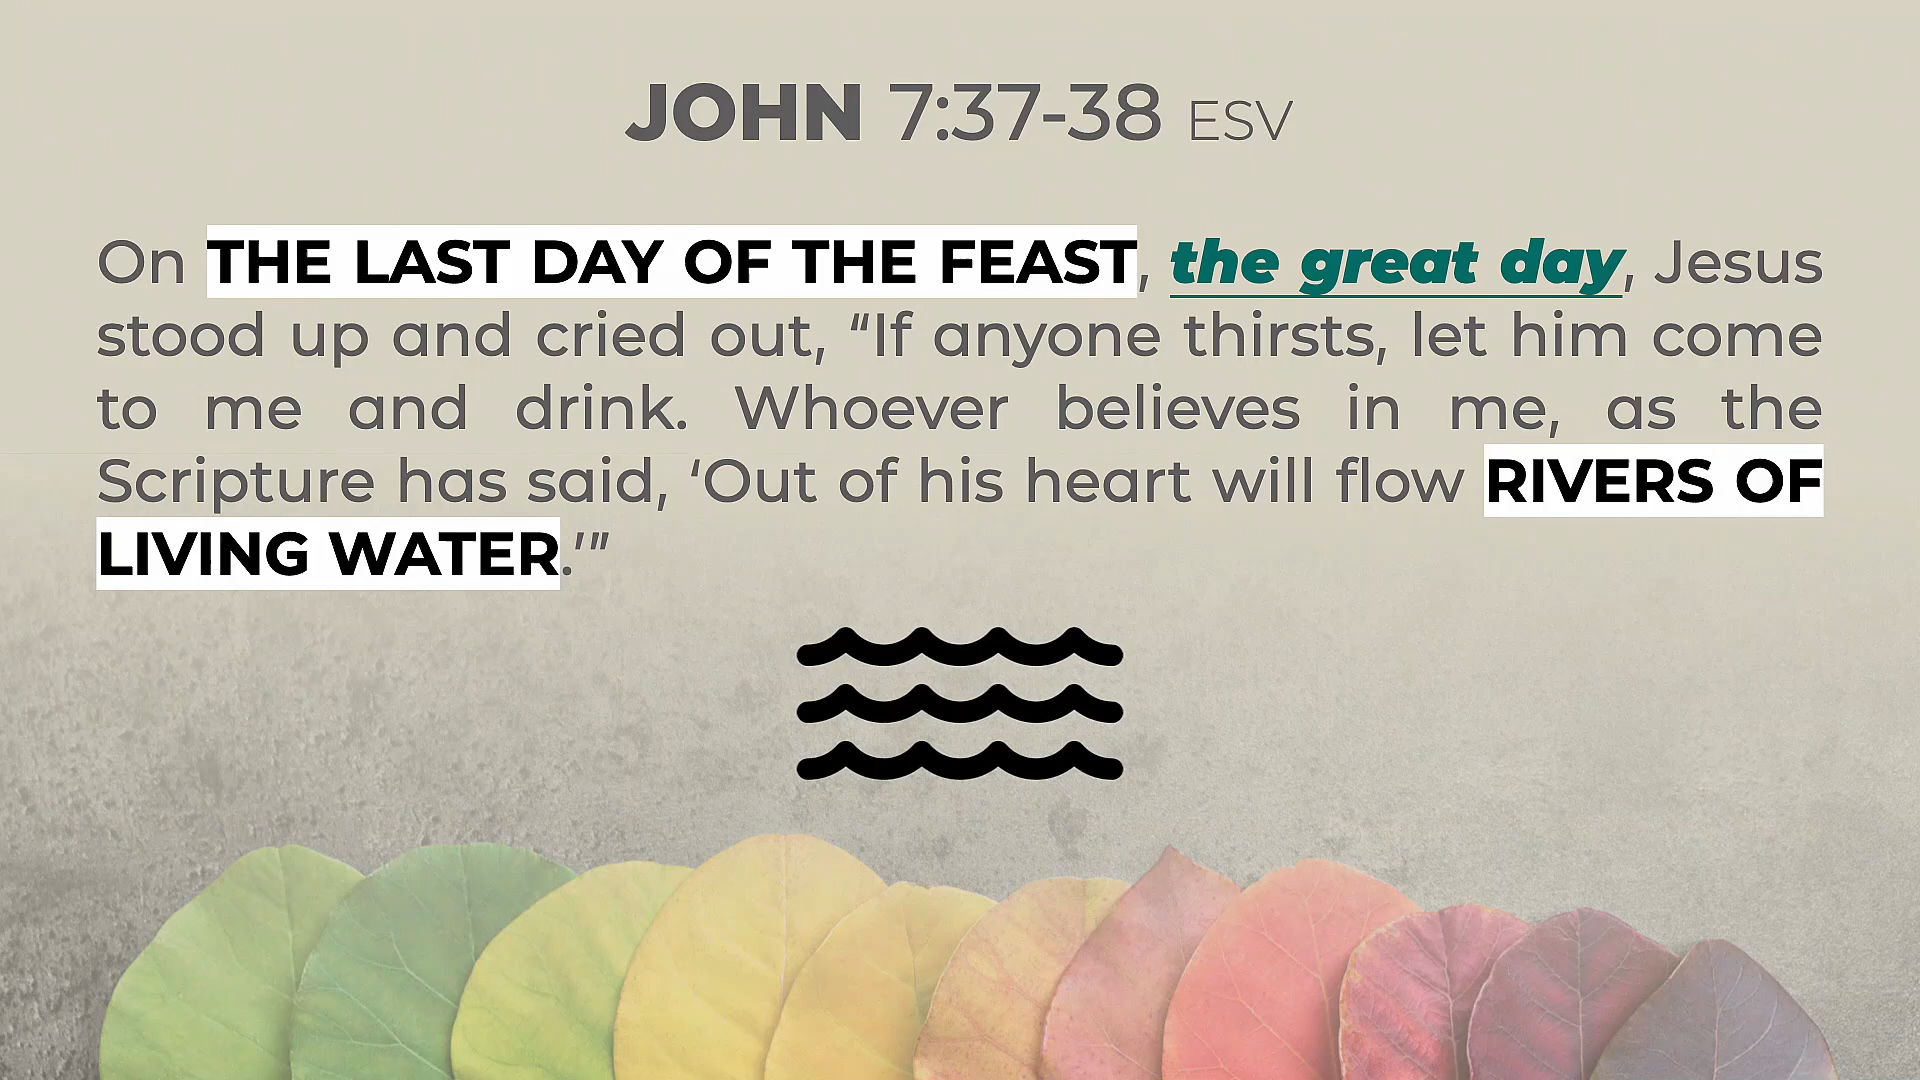 JOHN 7:37-38 ESV
On THE LAST DAY OF THE FEAST, the great day, Jesus
stood up and cried out, “If anyone thirsts, let him come
to me and drink. Whoever believes in me, as the
Scripture has said, ‘Out of his heart will flow RIVERS OF
LIVING WATER.’”